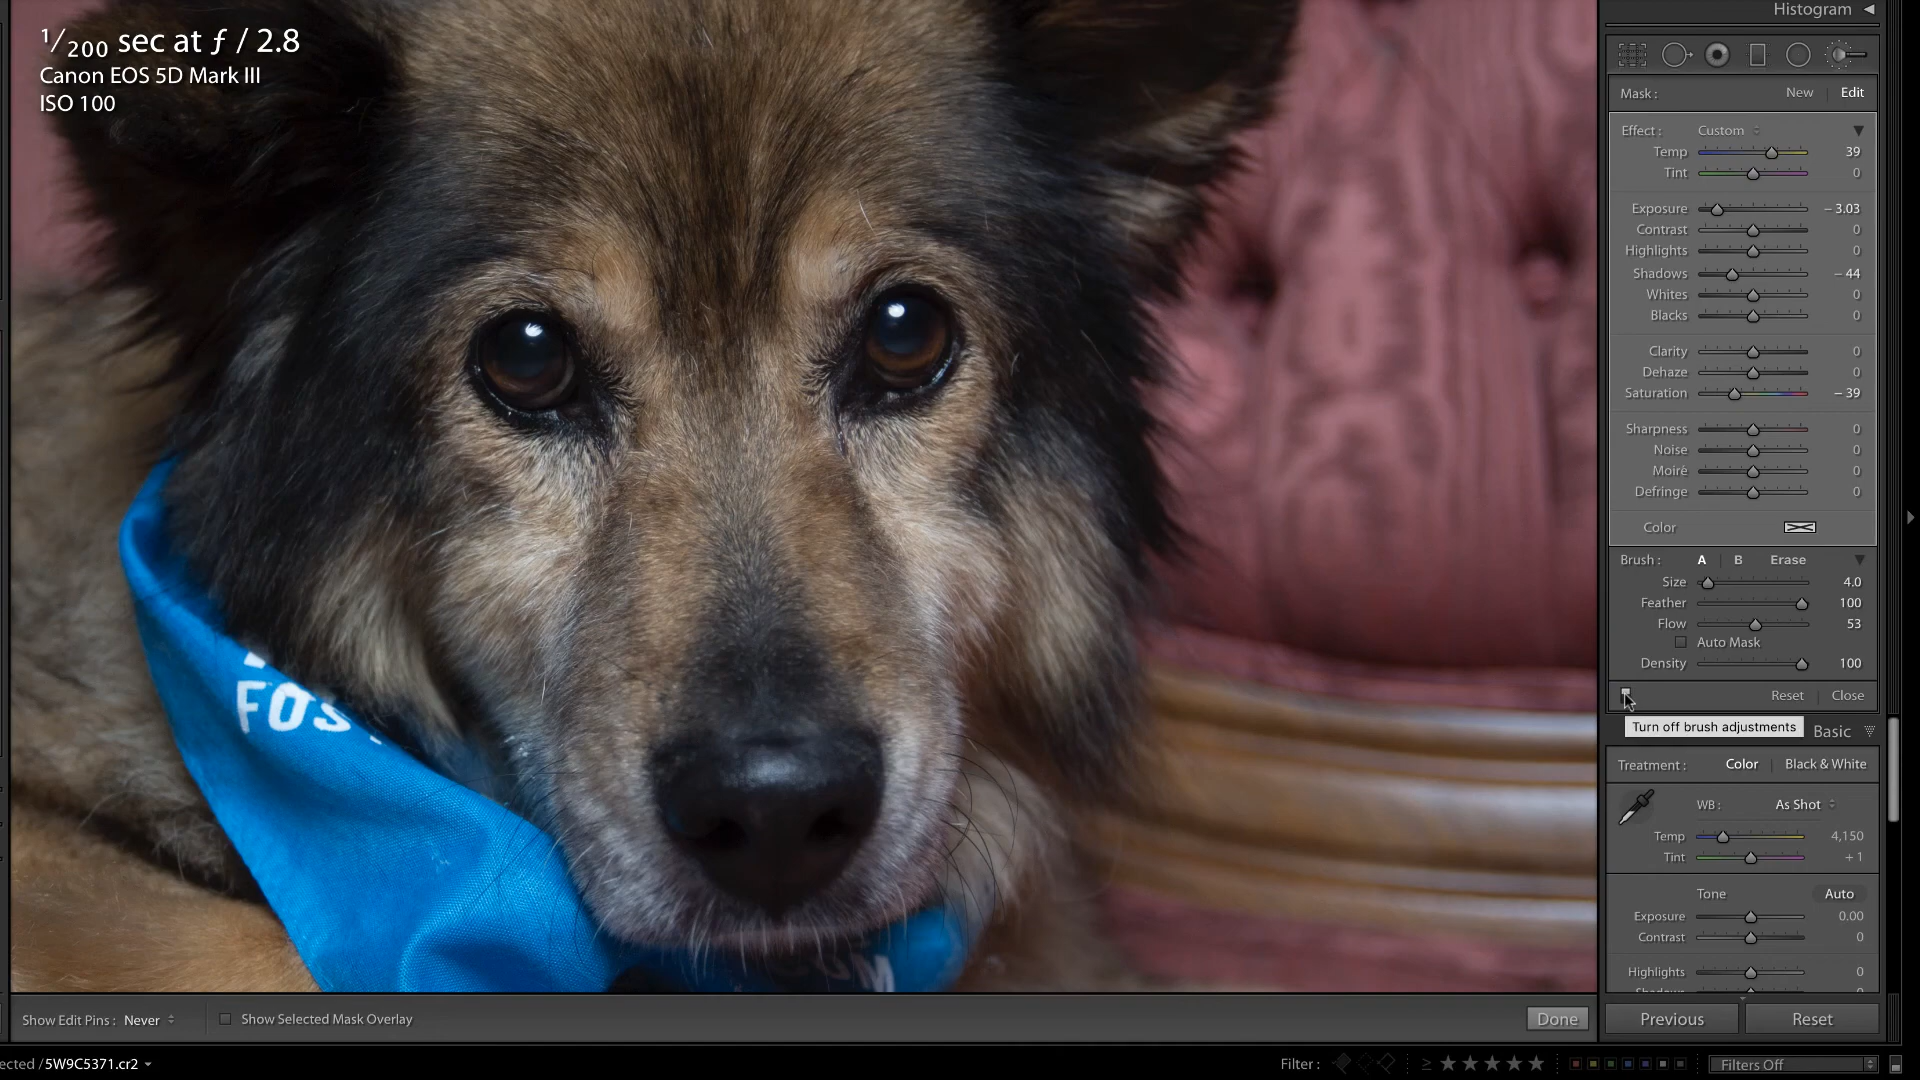 1/200 sec at ƒ / 2.8
Canon EOS 5D Mark III
ISO 100
FOS
Histogram
Mask : New Edit
Effect : Custom
Temp 39
Tint 0
Exposure – 3.03
Contrast 0
Highlights 0
Shadows – 44
Whites 0
Blacks 0
Clarity 0
Dehaze 0
Saturation – 39
Sharpness 0
Noise 0
Moiré 0
Defringe 0
Color
Brush : A B Erase
Size 4.0
Feather 100
Flow 53
Auto Mask
Density 100
Reset Close
Turn off brush adjustments
Basic
Treatment : Color Black & White
WB : As Shot
Temp 4,150
Tint + 1
Tone Auto
Exposure 0.00
Contrast 0
Highlights 0
Show Edit Pins : Never Show Selected Mask Overlay Done
Previous Reset
ected / 5W9C5371.cr2
Filter : ≥ Filters Off